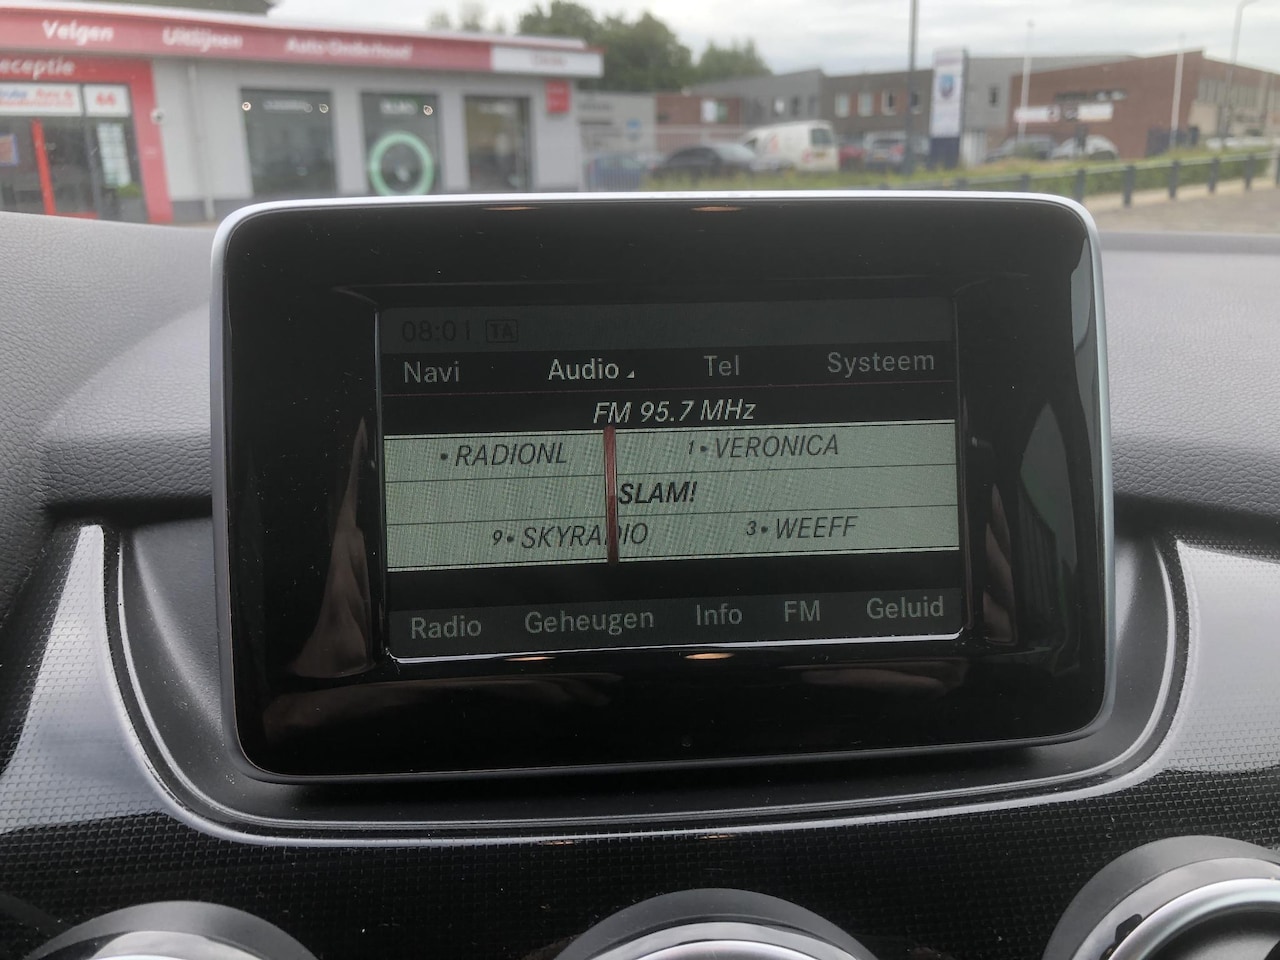 Velgen Uitlijnen Auto Onderhoud
eceptie
08:01 TA
Navi Audio Tel Systeem
FM 95.7 MHz
•RADIONL 1•VERONICA
SLAM!
9•SKYRADIO 3•WEEFF
Radio Geheugen Info FM Geluid